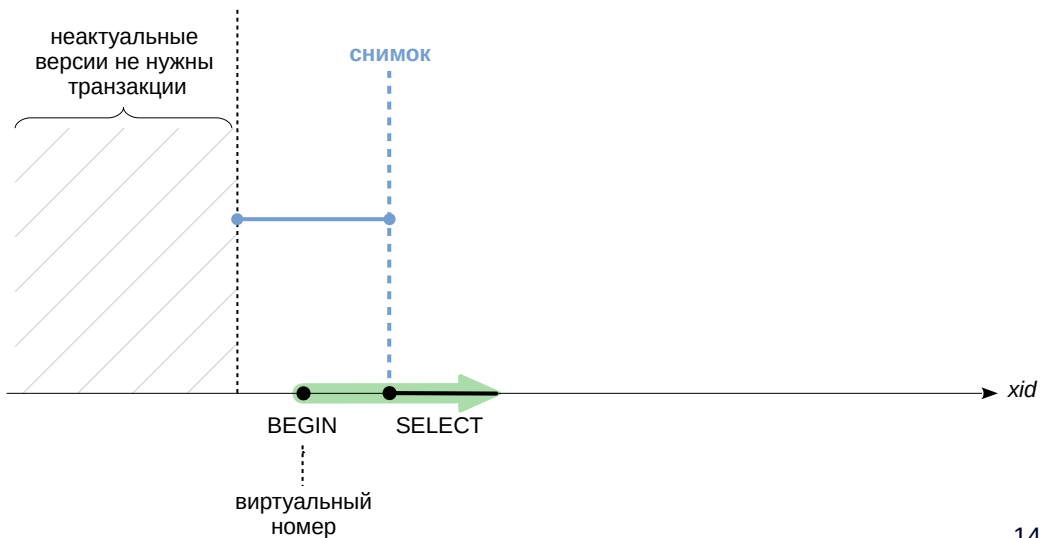 неактуальные
версии не нужны
транзакции
снимок
xid
BEGIN
SELECT
виртуальный
номер
14